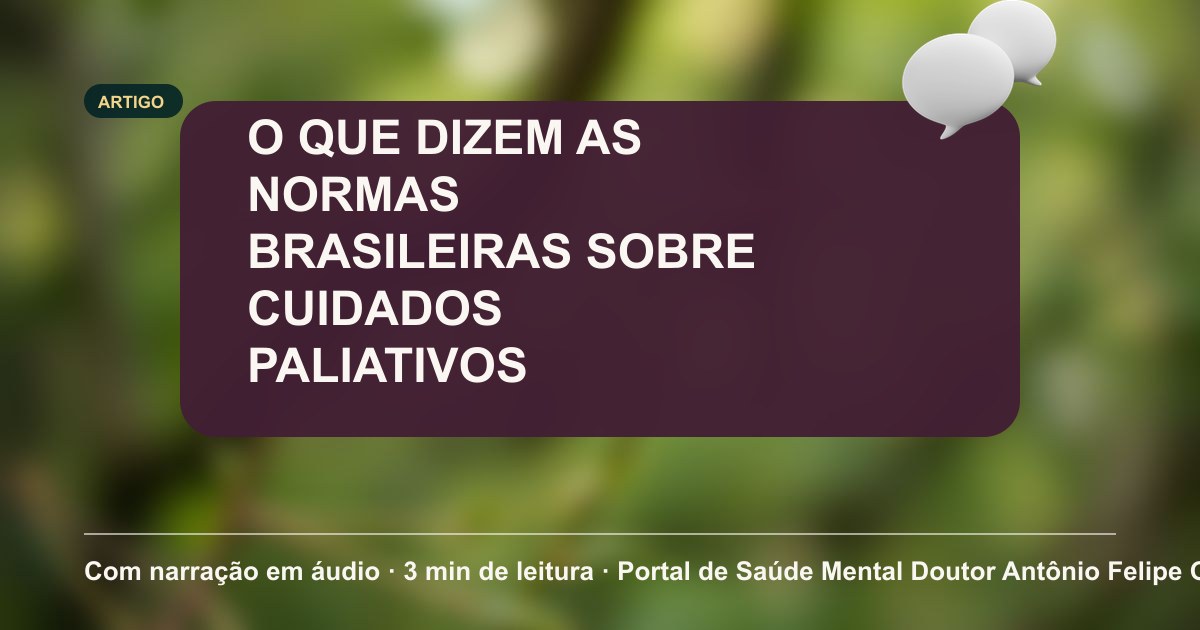 ARTIGO
O QUE DIZEM AS
NORMAS
BRASILEIRAS SOBRE
CUIDADOS
PALIATIVOS
Com narração em áudio · 3 min de leitura · Portal de Saúde Mental Doutor Antônio Felipe